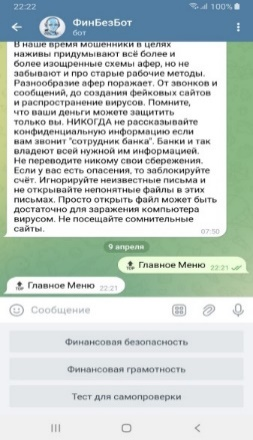 22:22
100%
ФинБезБот
бот
В наше время мошенники в целях
наживы придумывают всё более и
более изощренные схемы афер, но не
забывают и про старые рабочие методы.
Разнообразие афер поражает. От звонков и
сообщений, до создания фейковых сайтов
и распространение вирусов. Помните,
что ваши деньги можете защитить
только вы. НИКОГДА не рассказывайте
конфиденциальную информацию если
вам звонит "сотрудник банка". Банки и так
владеют всей нужной им информацией.
Не переводите никому свои сбережения.
Если у вас есть опасения, то заблокируйте
счёт. Игнорируйте неизвестные письма и
не открывайте непонятные файлы в этих
письмах. Просто открыть файл может быть
достаточно для заражения компьютера
вирусом. Не посещайте сомнительные
сайты.
07:50
9 апреля
Главное Меню 22:21
Главное Меню 22:21
Сообщение
Финансовая безопасность
Финансовая грамотность
Тест для самопроверки